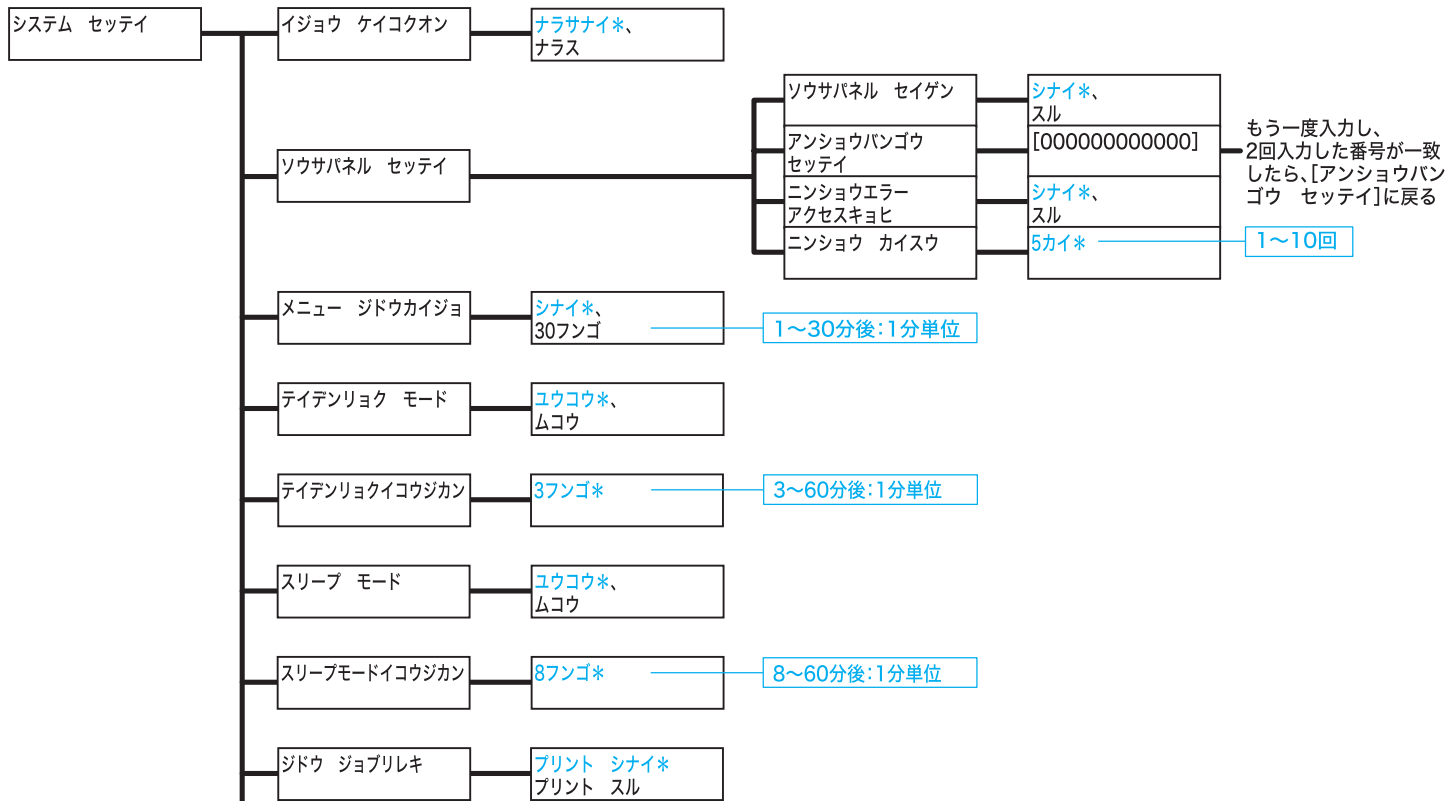 システム　セッテイ
イジョウ　ケイコクオン
ナラサナイ＊、
ナラス
ソウサパネル　セッテイ
ソウサパネル　セイゲン
シナイ＊、
スル
アンショウバンゴウ
セッテイ
[000000000000]
もう一度入力し、
2回入力した番号が一致
したら、[アンショウバン
ゴウ　セッテイ]に戻る
ニンショウエラー
アクセスキョヒ
シナイ＊、
スル
ニンショウ　カイスウ
5カイ＊
1～10回
メニュー　ジドウカイジョ
シナイ＊、
30フンゴ
1～30分後：1分単位
テイデンリョク　モード
ユウコウ＊、
ムコウ
テイデンリョクイコウジカン
3フンゴ＊
3～60分後：1分単位
スリープ　モード
ユウコウ＊、
ムコウ
スリープモードイコウジカン
8フンゴ＊
8～60分後：1分単位
ジドウ　ジョブリレキ
プリント　シナイ＊
プリント　スル